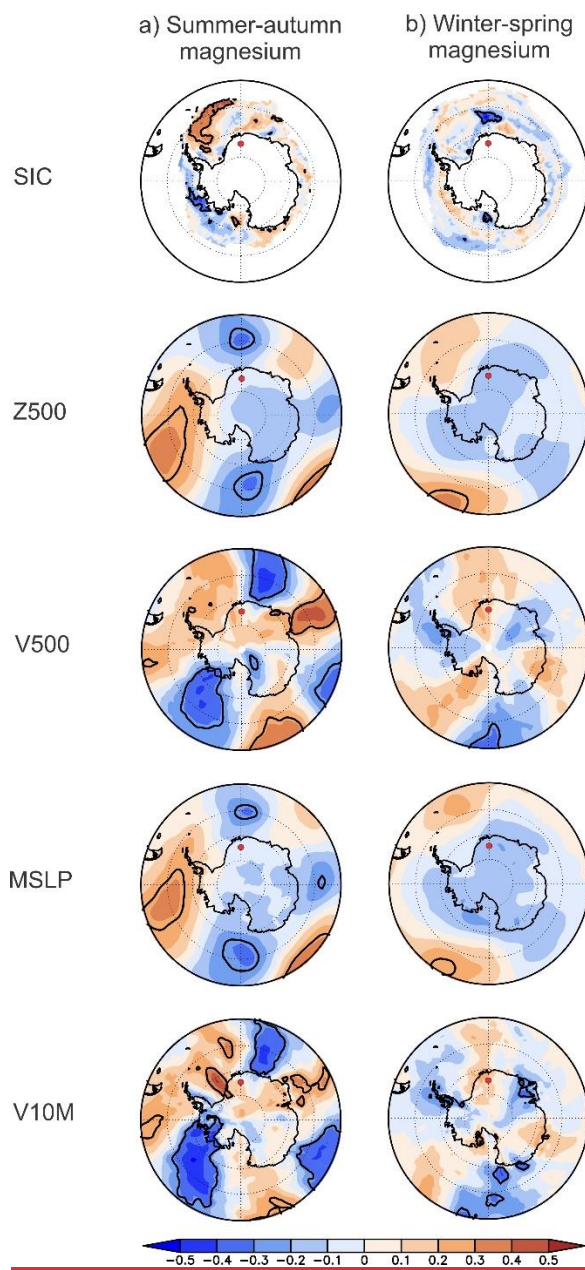 a) Summer-autumn magnesium
b) Winter-spring magnesium
SIC
Z500
V500
MSLP
V10M
−0.5 −0.4 −0.3 −0.2 −0.1 0 0.1 0.2 0.3 0.4 0.5